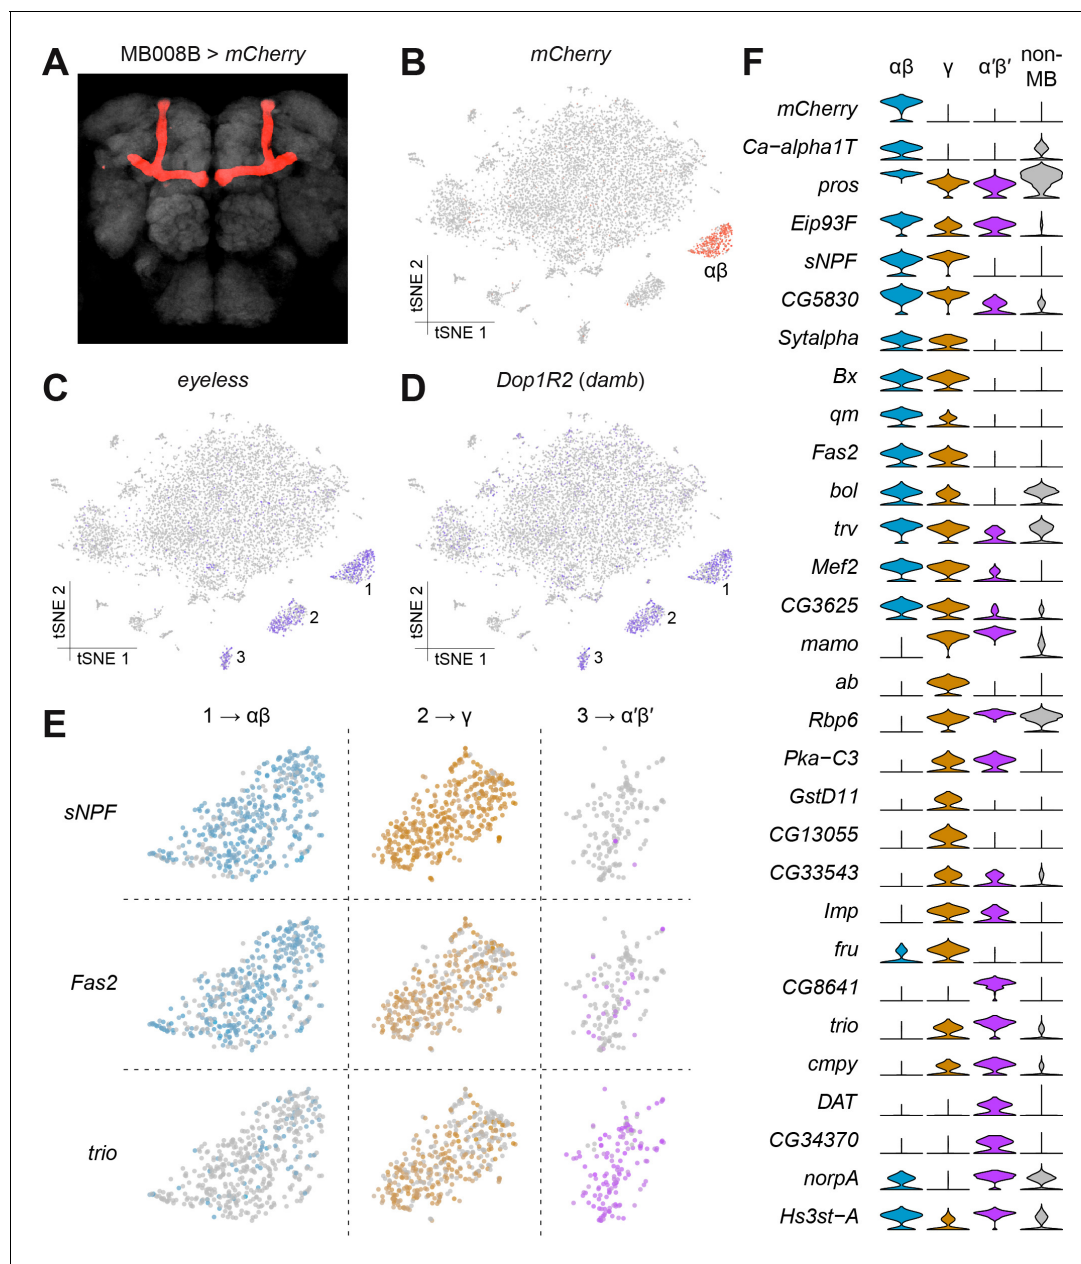 A
MB008B > mCherry
B
mCherry
αβ
tSNE 2
tSNE 1
C
eyeless
1
2
3
tSNE 2
tSNE 1
D
Dop1R2 (damb)
1
2
3
tSNE 2
tSNE 1
E
1 → αβ
2 → γ
3 → α′β′
sNPF
Fas2
trio
F
αβ
γ
α′β′
non-
MB
mCherry
Ca−alpha1T
pros
Eip93F
sNPF
CG5830
Sytalpha
Bx
qm
Fas2
bol
trv
Mef2
CG3625
mamo
ab
Rbp6
Pka−C3
GstD11
CG13055
CG33543
Imp
fru
CG8641
trio
cmpy
DAT
CG34370
norpA
Hs3st−A